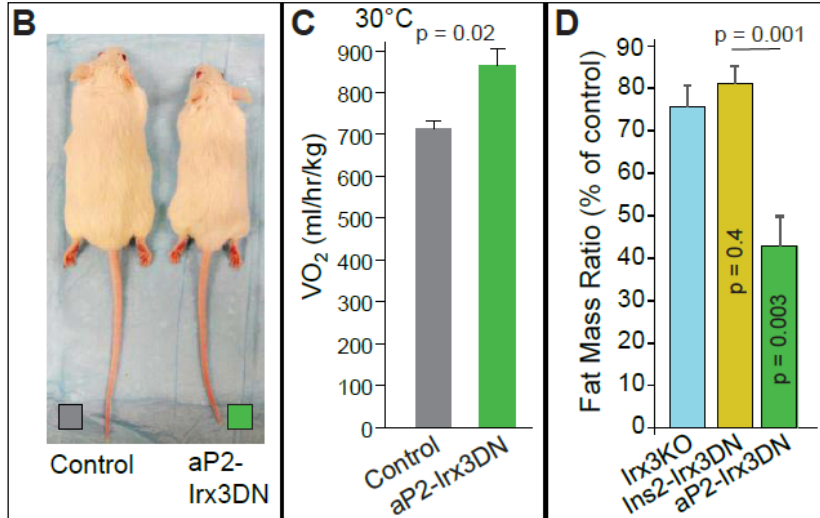 B
Control
aP2-
Irx3DN
C
30°C
p = 0.02
VO2 (ml/hr/kg)
900
800
700
600
500
400
300
200
100
0
Control
aP2-Irx3DN
D
p = 0.001
Fat Mass Ratio (% of control)
90
80
70
60
50
40
30
20
10
0
p = 0.4
p = 0.003
Irx3KO
Ins2-Irx3DN
aP2-Irx3DN